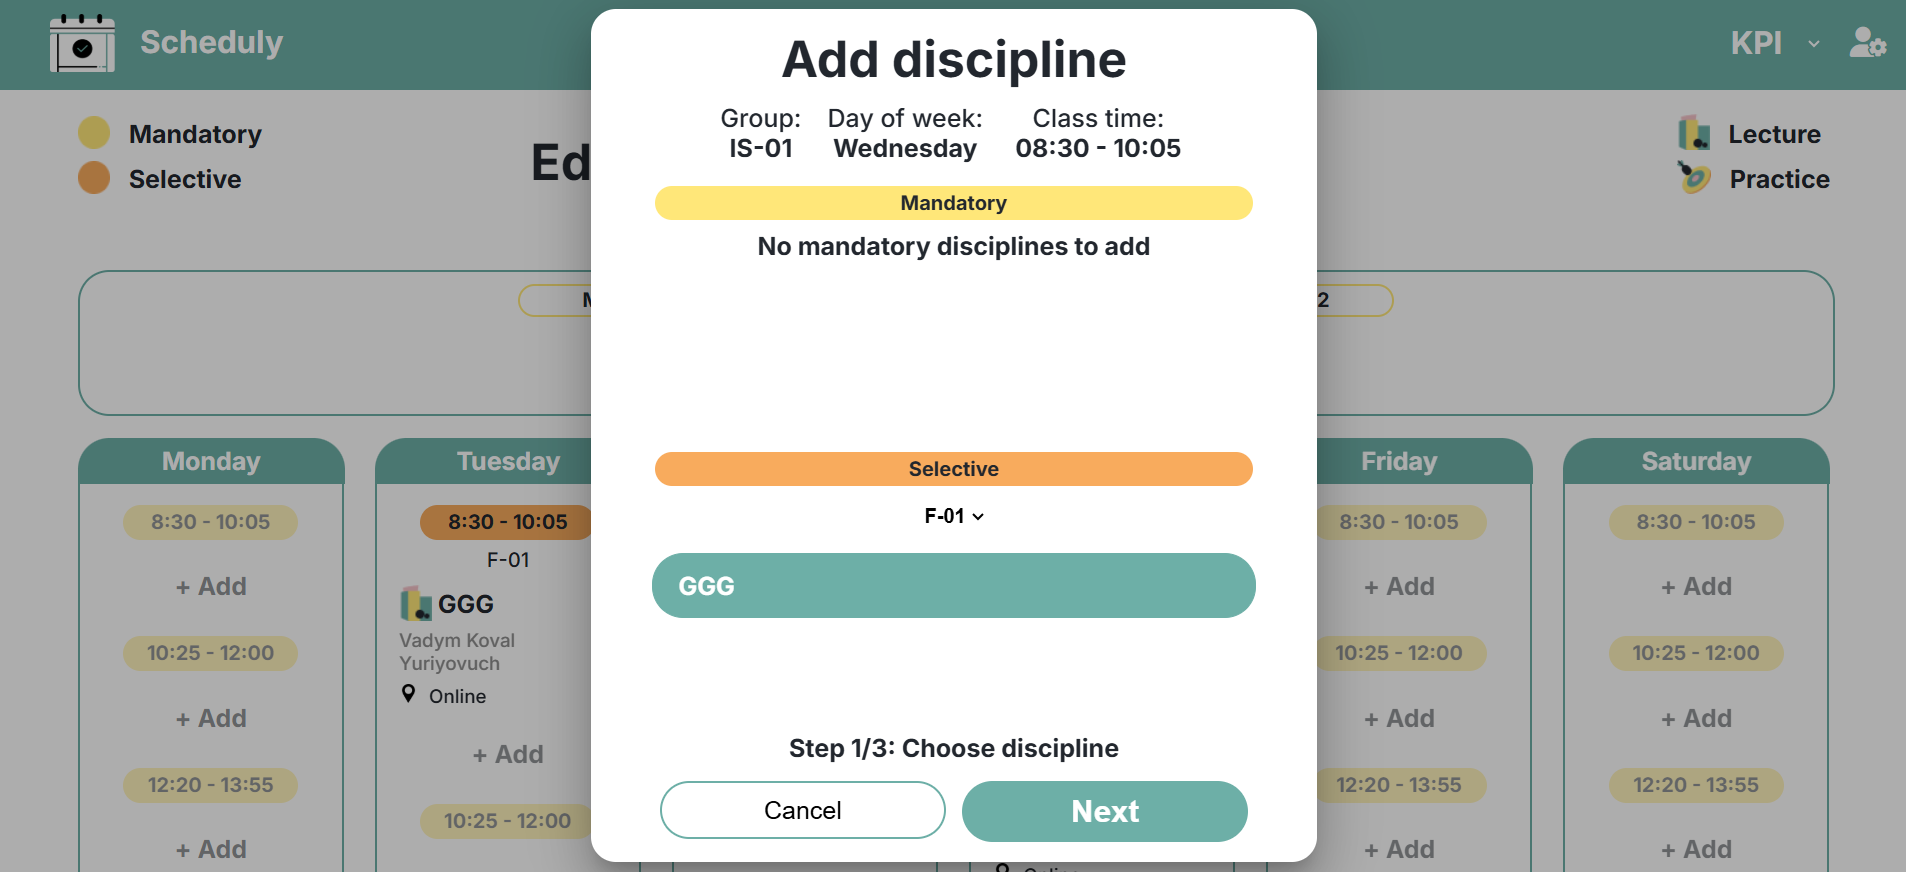 Scheduly
KPI
Mandatory
Selective
Ed
Lecture
Practice
M
2
Add discipline
Group:
IS-01
Day of week:
Wednesday
Class time:
08:30 - 10:05
Mandatory
No mandatory disciplines to add
Selective
F-01
GGG
Step 1/3: Choose discipline
Cancel
Next
Monday
8:30 - 10:05
+ Add
10:25 - 12:00
+ Add
12:20 - 13:55
+ Add
Tuesday
8:30 - 10:05
F-01
GGG
Vadym Koval
Yuriyovuch
Online
+ Add
10:25 - 12:00
Friday
8:30 - 10:05
+ Add
10:25 - 12:00
+ Add
12:20 - 13:55
+ Add
Saturday
8:30 - 10:05
+ Add
10:25 - 12:00
+ Add
12:20 - 13:55
+ Add